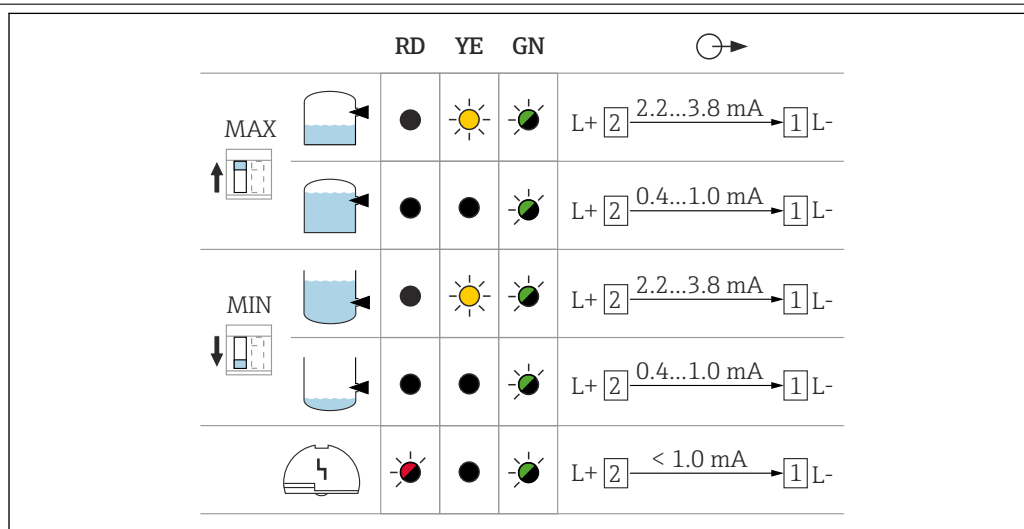 RD YE GN
MAX
L+ 2 2.2...3.8 mA 1 L-
L+ 2 0.4...1.0 mA 1 L-
MIN
L+ 2 2.2...3.8 mA 1 L-
L+ 2 0.4...1.0 mA 1 L-
L+ 2 < 1.0 mA 1 L-